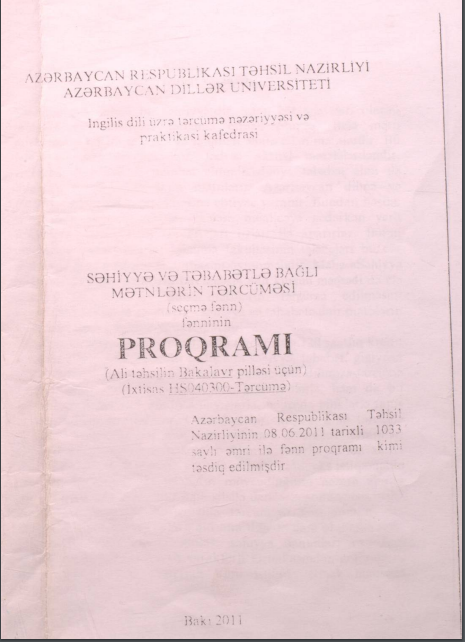 AZƏRBAYCAN RESPUBLİKASI TƏHSİL NAZİRLİYİ
AZƏRBAYCAN DİLLƏR UNİVERSİTETİ
İngilis dili üzrə tərcümə nəzəriyyəsi və
praktikası kafedrası
SƏHİYYƏ VƏ TƏBABƏTLƏ BAĞLI
MƏTNLƏRİN TƏRCÜMƏSİ
(seçmə fənn)
fənninin
PROQRAMI
(Ali təhsilin Bakalavr pilləsi üçün)
(İxtisas HS040300-Tərcümə)
Azərbaycan Respublikası Təhsil
Nazirliyinin 08.06.2011 tarixli 1033
saylı əmri ilə fənn proqramı kimi
təsdiq edilmişdir
Bakı 2011